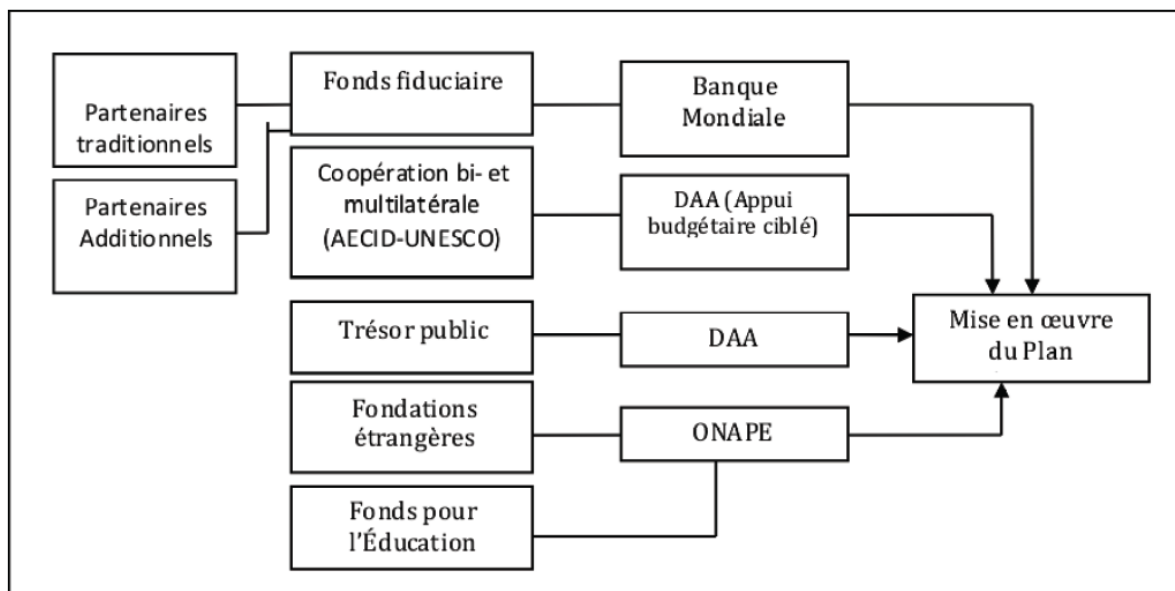 Partenaires
traditionnels
Partenaires
Additionnels
Fonds fiduciaire
Coopération bi- et
multilatérale
(AECID-UNESCO)
Trésor public
Fondations
étrangères
Fonds pour
l'Éducation
Banque
Mondiale
DAA (Appui
budgétaire ciblé)
DAA
ONAPE
Mise en œuvre
du Plan